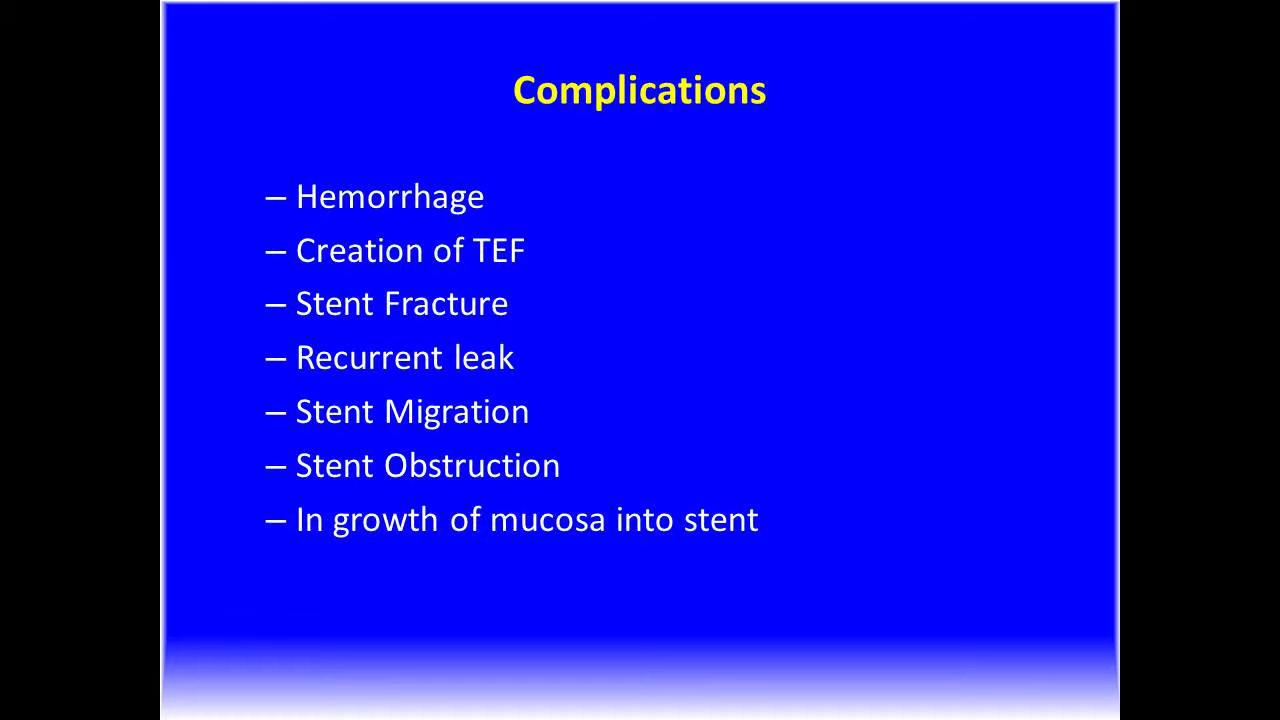 Complications
– Hemorrhage
– Creation of TEF
– Stent Fracture
– Recurrent leak
– Stent Migration
– Stent Obstruction
– In growth of mucosa into stent